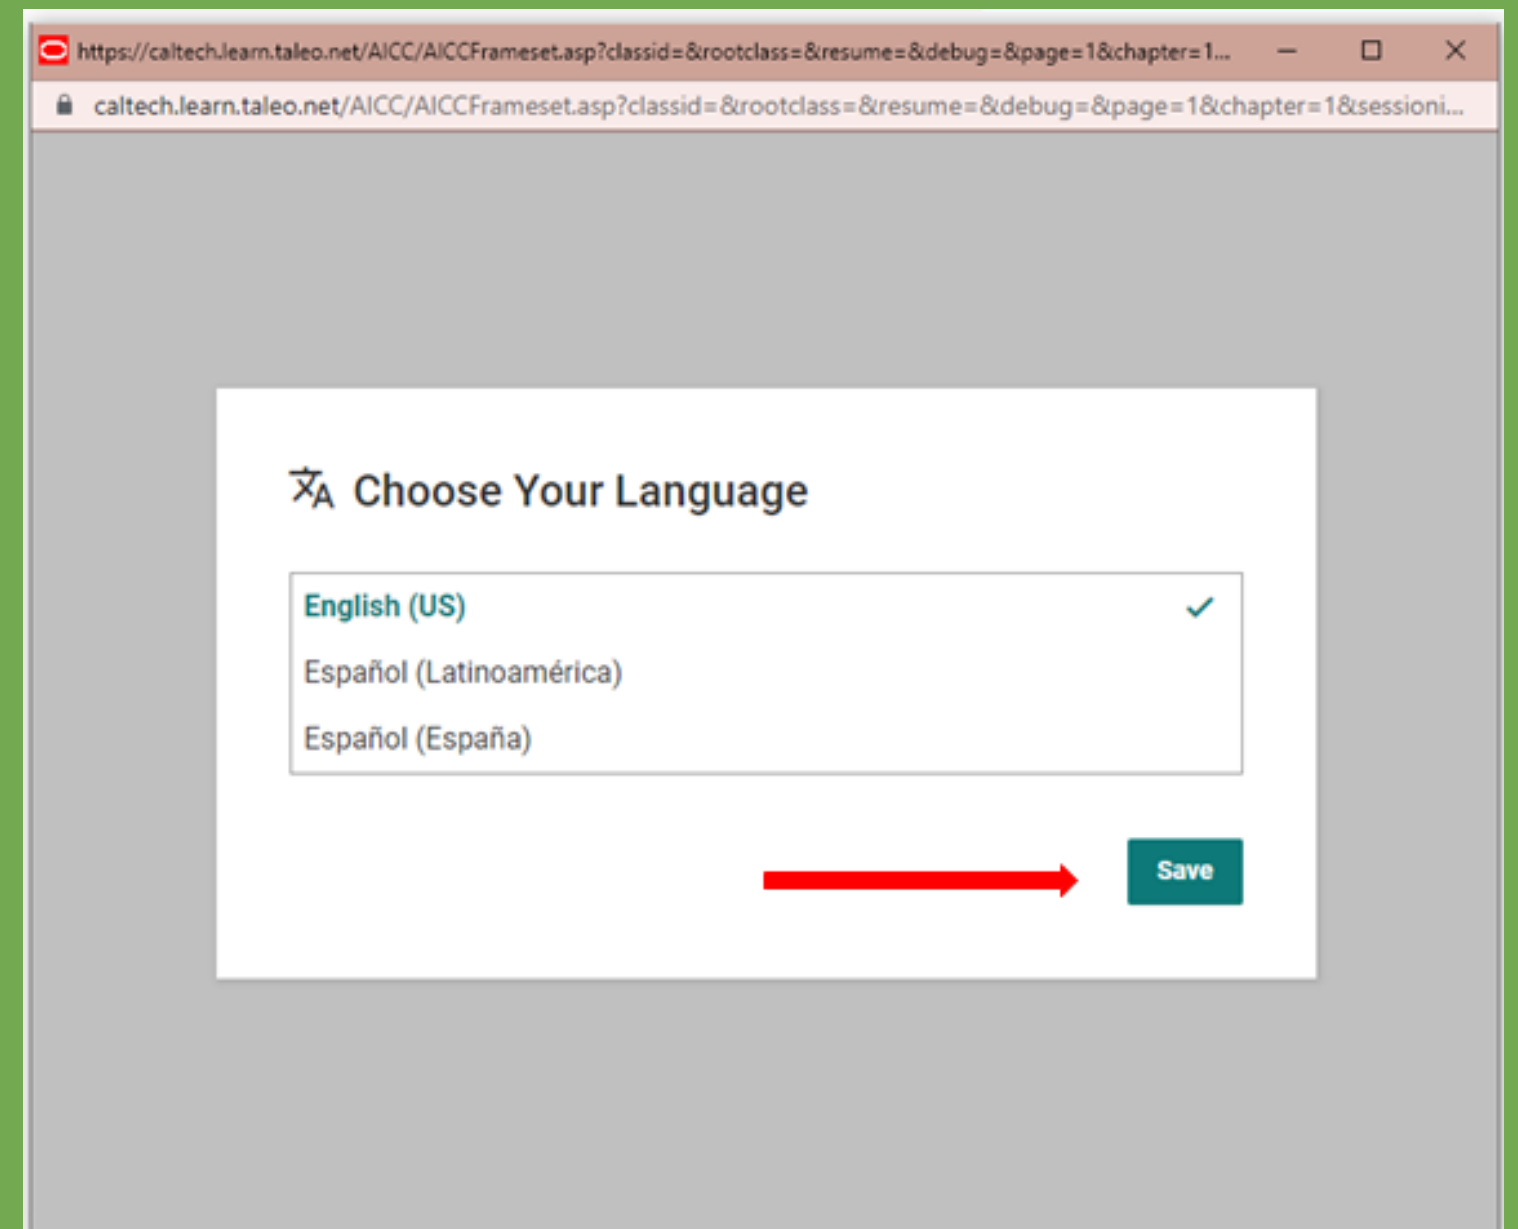 https://caltech.learn.taleo.net/AICC/AICCFrameset.asp?classid=&rootclass=&resume=&debug=&page=1&chapter=1...
caltech.learn.taleo.net/AICC/AICCFrameset.asp?classid=&rootclass=&resume=&debug=&page=1&chapter=1&sessioni...
Choose Your Language
English (US)
Español (Latinoamérica)
Español (España)
Save